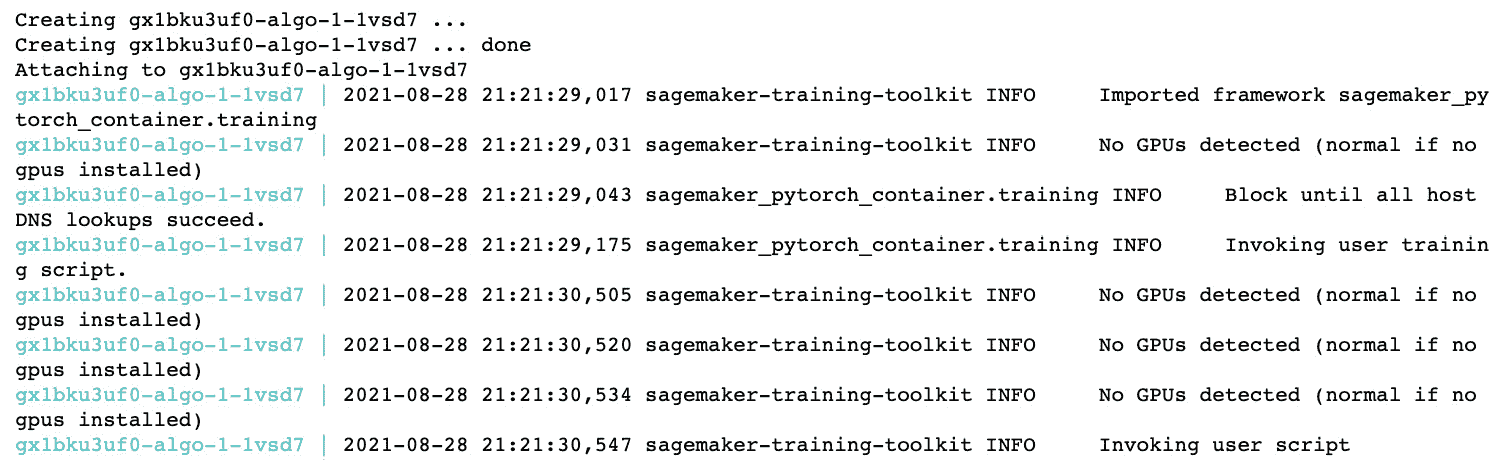 Creating gx1bku3uf0-algo-1-1vsd7 ...
Creating gx1bku3uf0-algo-1-1vsd7 ... done
Attaching to gx1bku3uf0-algo-1-1vsd7
gx1bku3uf0-algo-1-1vsd7 | 2021-08-28 21:21:29,017 sagemaker-training-toolkit INFO     Imported framework sagemaker_py
torch_container.training
gx1bku3uf0-algo-1-1vsd7 | 2021-08-28 21:21:29,031 sagemaker-training-toolkit INFO     No GPUs detected (normal if no
gpus installed)
gx1bku3uf0-algo-1-1vsd7 | 2021-08-28 21:21:29,043 sagemaker_pytorch_container.training INFO     Block until all host
DNS lookups succeed.
gx1bku3uf0-algo-1-1vsd7 | 2021-08-28 21:21:29,175 sagemaker_pytorch_container.training INFO     Invoking user trainin
g script.
gx1bku3uf0-algo-1-1vsd7 | 2021-08-28 21:21:30,505 sagemaker-training-toolkit INFO     No GPUs detected (normal if no
gpus installed)
gx1bku3uf0-algo-1-1vsd7 | 2021-08-28 21:21:30,520 sagemaker-training-toolkit INFO     No GPUs detected (normal if no
gpus installed)
gx1bku3uf0-algo-1-1vsd7 | 2021-08-28 21:21:30,534 sagemaker-training-toolkit INFO     No GPUs detected (normal if no
gpus installed)
gx1bku3uf0-algo-1-1vsd7 | 2021-08-28 21:21:30,547 sagemaker-training-toolkit INFO     Invoking user script